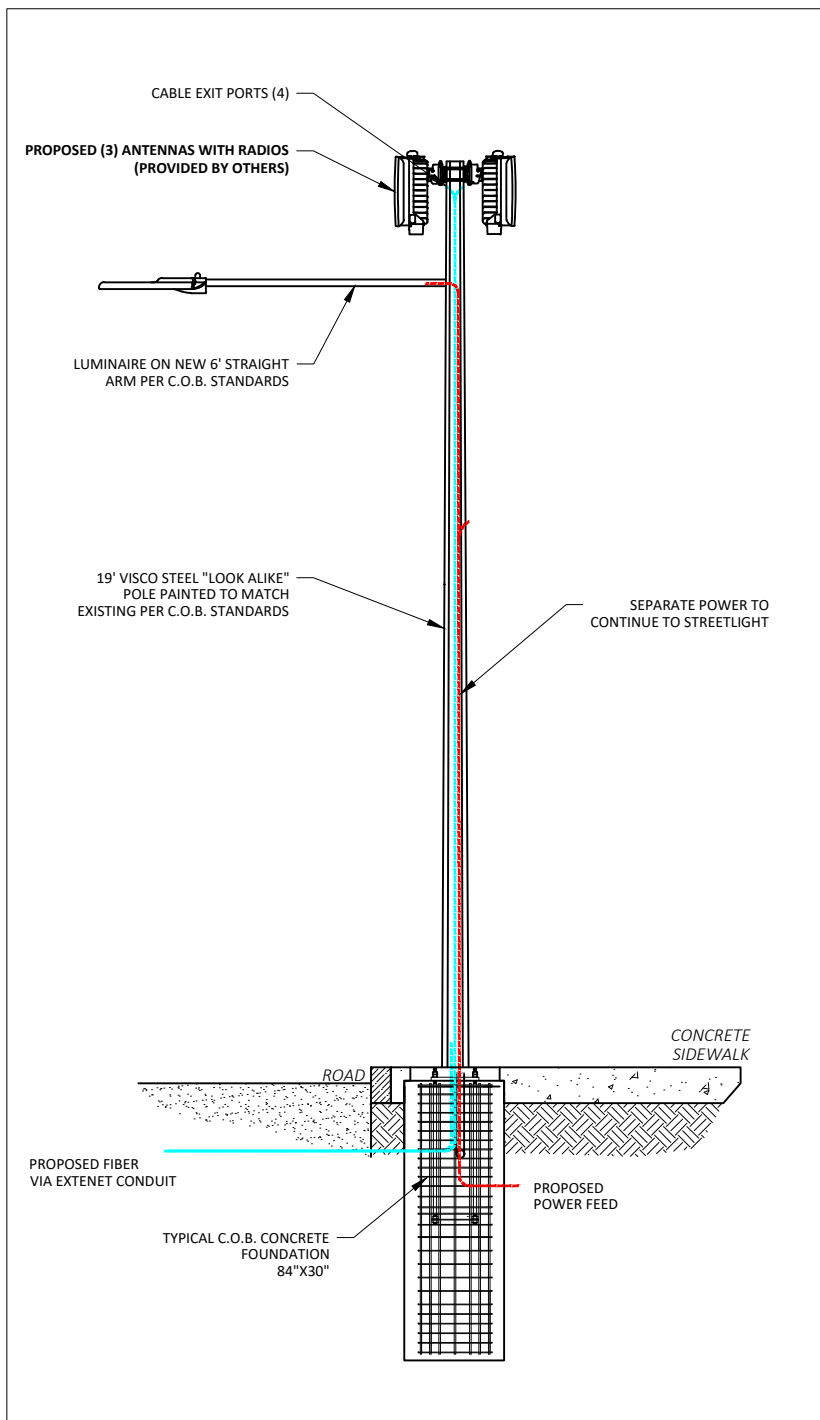 CABLE EXIT PORTS (4)
PROPOSED (3) ANTENNAS WITH RADIOS
(PROVIDED BY OTHERS)
LUMINAIRE ON NEW 6' STRAIGHT
ARM PER C.O.B. STANDARDS
19' VISCO STEEL "LOOK ALIKE"
POLE PAINTED TO MATCH
EXISTING PER C.O.B. STANDARDS
SEPARATE POWER TO
CONTINUE TO STREETLIGHT
CONCRETE
SIDEWALK
ROAD
PROPOSED FIBER
VIA EXTENET CONDUIT
PROPOSED
POWER FEED
TYPICAL C.O.B. CONCRETE
FOUNDATION
84"X30"